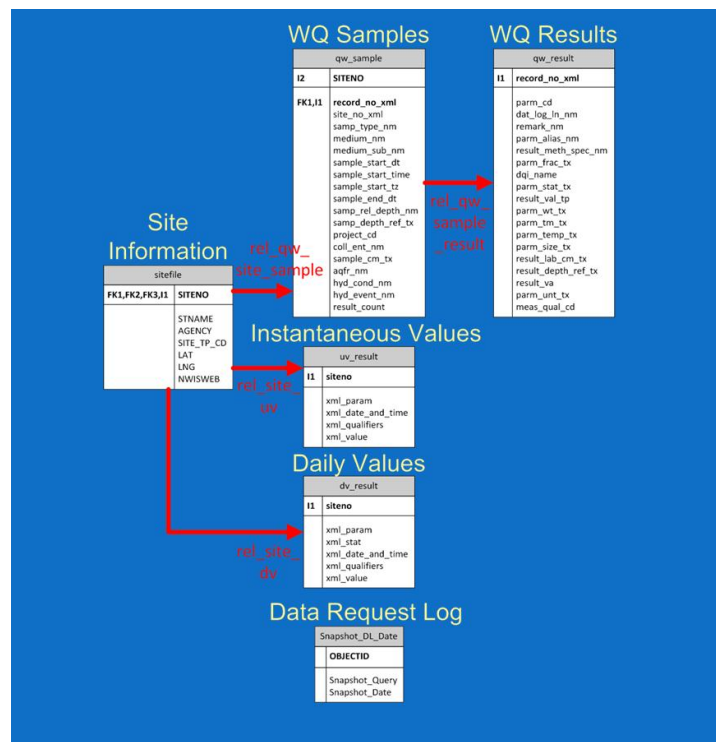 WQ Samples
qw_sample
I2 SITENO
FK1,I1 record_no_xml
site_no_xml
samp_type_nm
medium_nm
medium_sub_nm
sample_start_dt
sample_start_time
sample_start_tz
sample_end_dt
samp_rel_depth_nm
samp_depth_ref_tx
project_cd
coll_ent_nm
sample_cm_tx
aqfr_nm
hyd_cond_nm
hyd_event_nm
result_count
WQ Results
qw_result
I1 record_no_xml
parm_cd
dat_log_ln_nm
remark_nm
parm_alias_nm
result_meth_spec_nm
parm_frac_tx
dqi_name
parm_stat_tx
result_val_tp
parm_wt_tx
parm_tm_tx
parm_temp_tx
parm_size_tx
result_lab_cm_tx
result_depth_ref_tx
result_va
parm_unt_tx
meas_qual_cd
rel_qw_
sample
_result
Site
Information
sitefile
FK1,FK2,FK3,I1 SITENO
STNAME
AGENCY
SITE_TP_CD
LAT
LNG
NWISWEB
rel_qw_
site_sample
Instantaneous Values
uv_result
I1 siteno
xml_param
xml_date_and_time
xml_qualifiers
xml_value
rel_site_
uv
Daily Values
dv_result
I1 siteno
xml_param
xml_stat
xml_date_and_time
xml_qualifiers
xml_value
rel_site_
dv
Data Request Log
Snapshot_DL_Date
OBJECTID
Snapshot_Query
Snapshot_Date